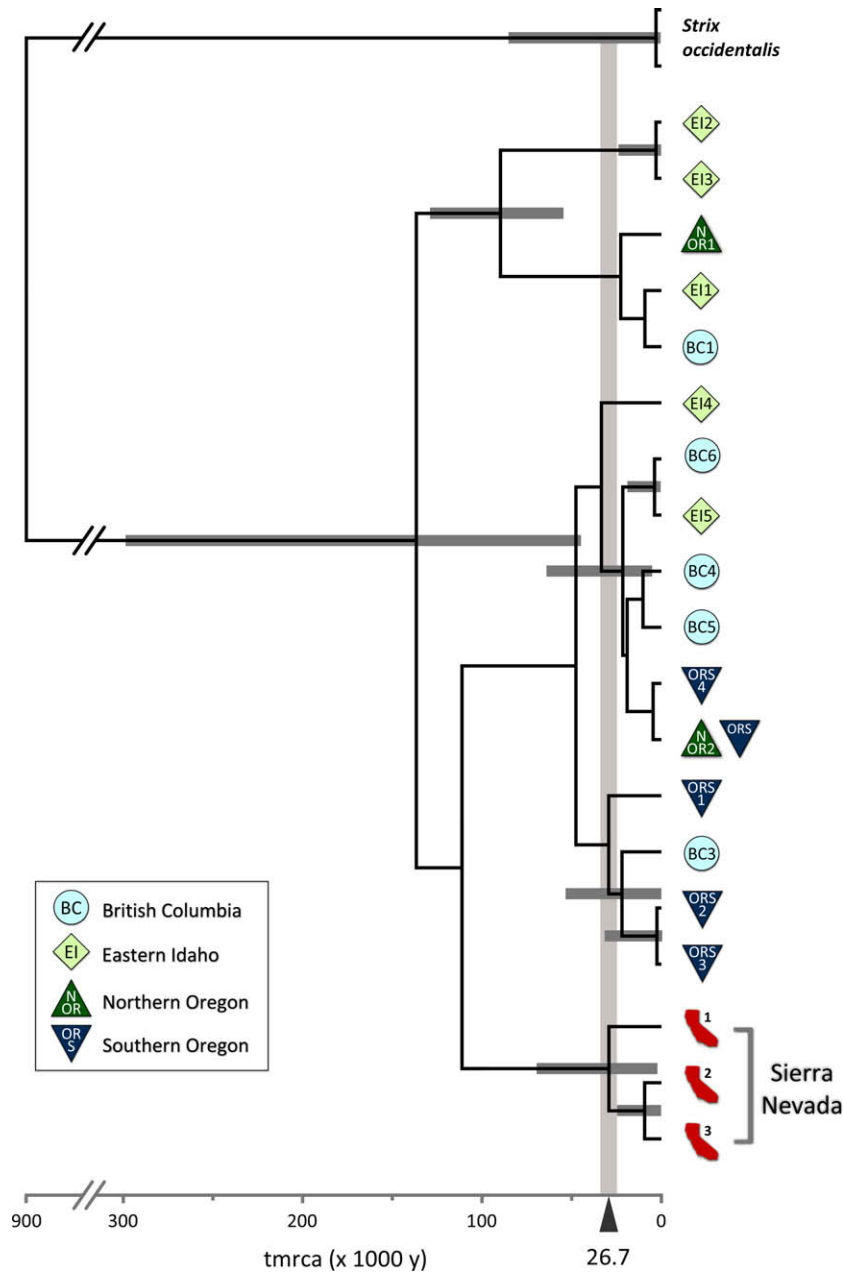 Strix
occidentalis
EI2
EI3
N
OR1
EI1
BC1
EI4
BC6
EI5
BC4
BC5
ORS
4
N
OR2
ORS
ORS
1
BC3
ORS
2
ORS
3
1
2
3
Sierra
Nevada
BC British Columbia
EI Eastern Idaho
N
OR Northern Oregon
OR
S Southern Oregon
900 300 200 100 0
tmrca (x 1000 y) 26.7